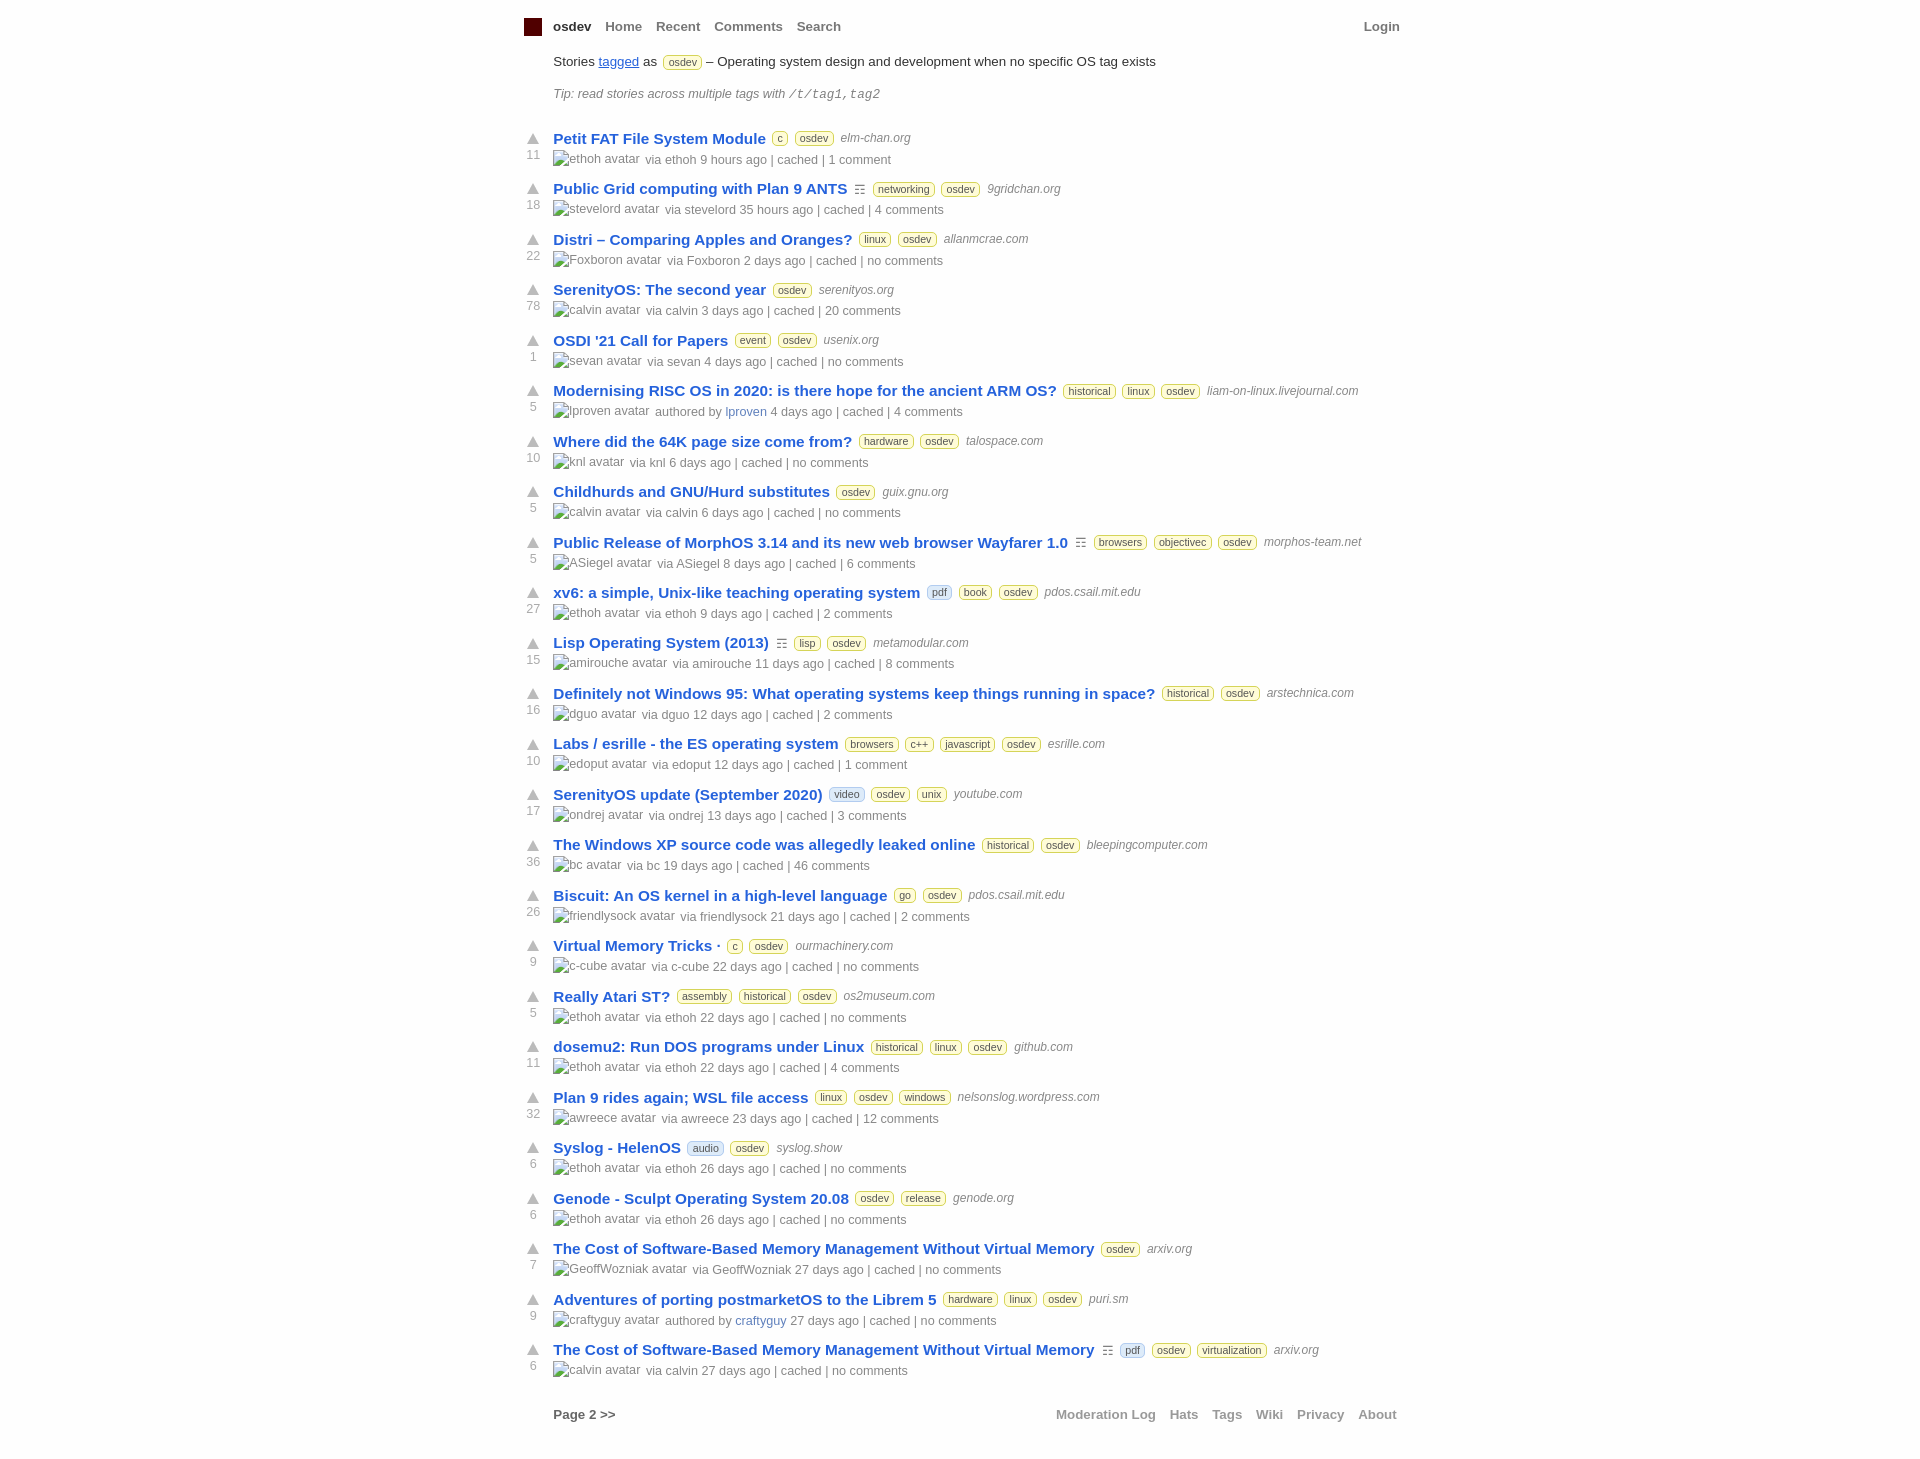 osdev Home Recent Comments Search Login
Stories tagged as osdev – Operating system design and development when no specific OS tag exists
Tip: read stories across multiple tags with /t/tag1,tag2
Petit FAT File System Module c osdev elm-chan.org
11 ethoh avatar via ethoh 9 hours ago | cached | 1 comment
Public Grid computing with Plan 9 ANTS ☶ networking osdev 9gridchan.org
18 stevelord avatar via stevelord 35 hours ago | cached | 4 comments
Distri – Comparing Apples and Oranges? linux osdev allanmcrae.com
22 Foxboron avatar via Foxboron 2 days ago | cached | no comments
SerenityOS: The second year osdev serenityos.org
78 calvin avatar via calvin 3 days ago | cached | 20 comments
OSDI '21 Call for Papers event osdev usenix.org
1 sevan avatar via sevan 4 days ago | cached | no comments
Modernising RISC OS in 2020: is there hope for the ancient ARM OS? historical linux osdev liam-on-linux.livejournal.com
5 lproven avatar authored by lproven 4 days ago | cached | 4 comments
Where did the 64K page size come from? hardware osdev talospace.com
10 knl avatar via knl 6 days ago | cached | no comments
Childhurds and GNU/Hurd substitutes osdev guix.gnu.org
5 calvin avatar via calvin 6 days ago | cached | no comments
Public Release of MorphOS 3.14 and its new web browser Wayfarer 1.0 ☶ browsers objectivec osdev morphos-team.net
5 ASiegel avatar via ASiegel 8 days ago | cached | 6 comments
xv6: a simple, Unix-like teaching operating system pdf book osdev pdos.csail.mit.edu
27 ethoh avatar via ethoh 9 days ago | cached | 2 comments
Lisp Operating System (2013) ☶ lisp osdev metamodular.com
15 amirouche avatar via amirouche 11 days ago | cached | 8 comments
Definitely not Windows 95: What operating systems keep things running in space? historical osdev arstechnica.com
16 dguo avatar via dguo 12 days ago | cached | 2 comments
Labs / esrille - the ES operating system browsers c++ javascript osdev esrille.com
10 edoput avatar via edoput 12 days ago | cached | 1 comment
SerenityOS update (September 2020) video osdev unix youtube.com
17 ondrej avatar via ondrej 13 days ago | cached | 3 comments
The Windows XP source code was allegedly leaked online historical osdev bleepingcomputer.com
36 bc avatar via bc 19 days ago | cached | 46 comments
Biscuit: An OS kernel in a high-level language go osdev pdos.csail.mit.edu
26 friendlysock avatar via friendlysock 21 days ago | cached | 2 comments
Virtual Memory Tricks · c osdev ourmachinery.com
9 c-cube avatar via c-cube 22 days ago | cached | no comments
Really Atari ST? assembly historical osdev os2museum.com
5 ethoh avatar via ethoh 22 days ago | cached | no comments
dosemu2: Run DOS programs under Linux historical linux osdev github.com
11 ethoh avatar via ethoh 22 days ago | cached | 4 comments
Plan 9 rides again; WSL file access linux osdev windows nelsonslog.wordpress.com
32 awreece avatar via awreece 23 days ago | cached | 12 comments
Syslog - HelenOS audio osdev syslog.show
6 ethoh avatar via ethoh 26 days ago | cached | no comments
Genode - Sculpt Operating System 20.08 osdev release genode.org
6 ethoh avatar via ethoh 26 days ago | cached | no comments
The Cost of Software-Based Memory Management Without Virtual Memory osdev arxiv.org
7 GeoffWozniak avatar via GeoffWozniak 27 days ago | cached | no comments
Adventures of porting postmarketOS to the Librem 5 hardware linux osdev puri.sm
9 craftyguy avatar authored by craftyguy 27 days ago | cached | no comments
The Cost of Software-Based Memory Management Without Virtual Memory ☶ pdf osdev virtualization arxiv.org
6 calvin avatar via calvin 27 days ago | cached | no comments
Page 2 >> Moderation Log Hats Tags Wiki Privacy About